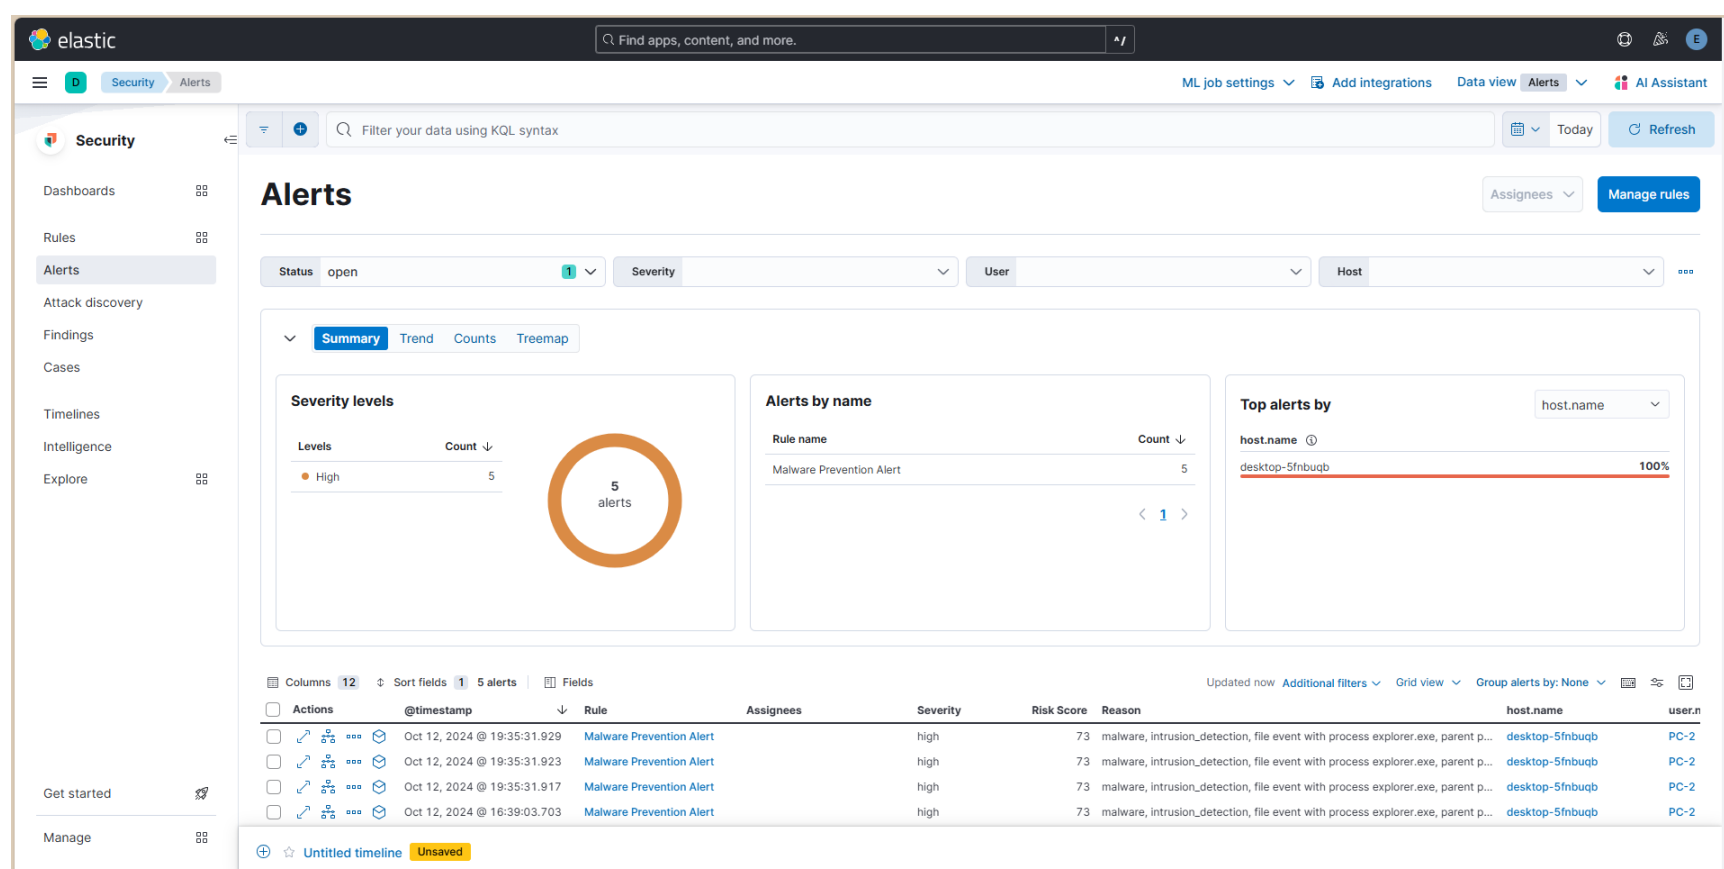 elastic
Find apps, content, and more.
^/
E
D
Security
Alerts
ML job settings
Add integrations
Data view
Alerts
AI Assistant
Security
Filter your data using KQL syntax
Today
Refresh
Dashboards
Rules
Alerts
Attack discovery
Findings
Cases
Timelines
Intelligence
Explore
Get started
Manage
Alerts
Assignees
Manage rules
Status open 1
Severity
User
Host
Summary Trend Counts Treemap
Severity levels
Levels Count
High 5
5
alerts
Alerts by name
Rule name Count
Malware Prevention Alert 5
1
Top alerts by
host.name
host.name
desktop-5fnbuqb 100%
Columns 12 Sort fields 1 5 alerts Fields
Updated now Additional filters Grid view Group alerts by: None
Actions @timestamp Rule Assignees Severity Risk Score Reason host.name user.n
Oct 12, 2024 @ 19:35:31.929 Malware Prevention Alert high 73 malware, intrusion_detection, file event with process explorer.exe, parent p... desktop-5fnbuqb PC-2
Oct 12, 2024 @ 19:35:31.923 Malware Prevention Alert high 73 malware, intrusion_detection, file event with process explorer.exe, parent p... desktop-5fnbuqb PC-2
Oct 12, 2024 @ 19:35:31.917 Malware Prevention Alert high 73 malware, intrusion_detection, file event with process explorer.exe, parent p... desktop-5fnbuqb PC-2
Oct 12, 2024 @ 16:39:03.703 Malware Prevention Alert high 73 malware, intrusion_detection, file event with process explorer.exe, parent p... desktop-5fnbuqb PC-2
Untitled timeline Unsaved